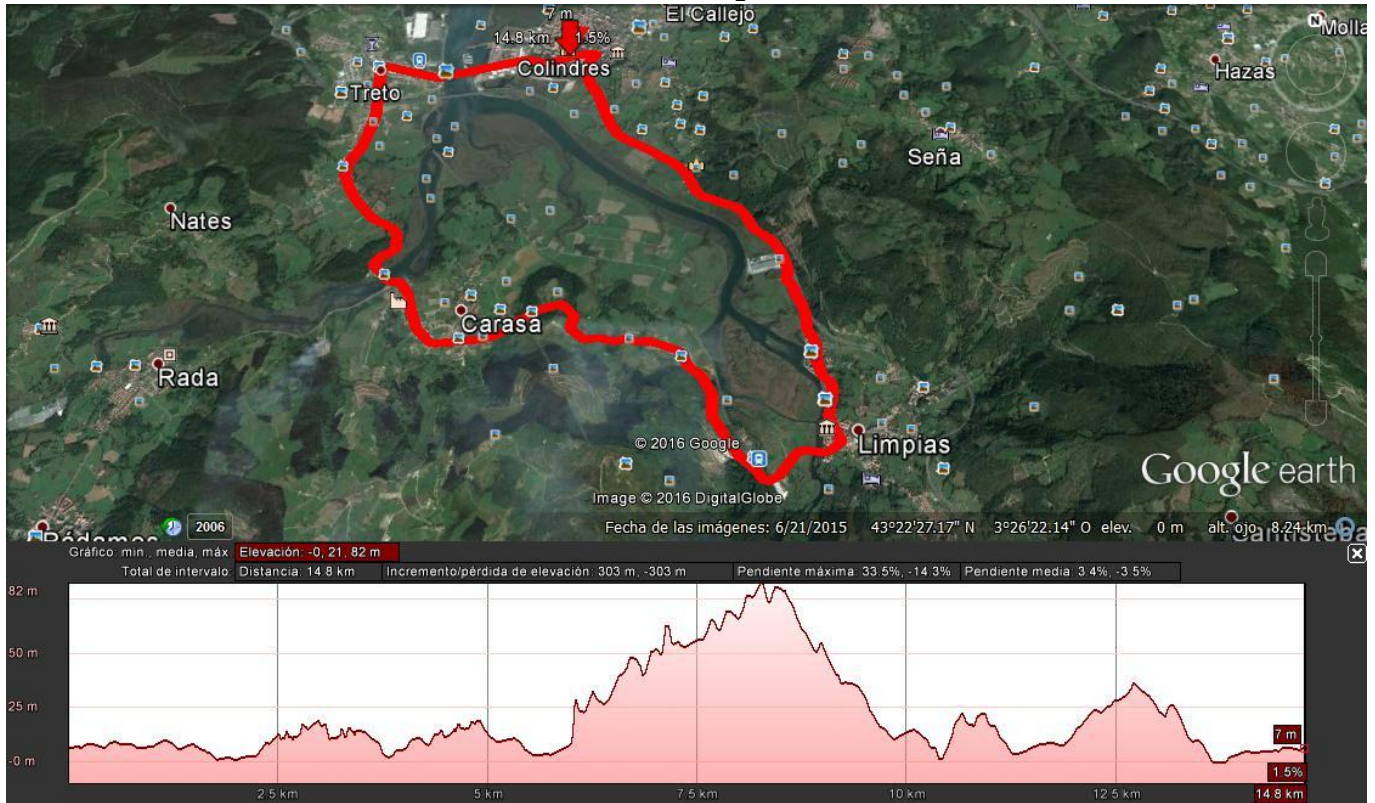 7 m
El Callejo
Molla
14.8 km 1.5%
N
Colindres
Hazas
Treto
Seña
Nates
Carasa
Rada
© 2016 Google
Limpias
Google earth
Image © 2016 DigitalGlobe
2006
Fecha de las imágenes: 6/21/2015 43°22'27.17" N 3°26'22.14" O elev. 0 m alt. ojo 8.24 km
Gráfico: mín., media, máx Elevación: -0, 21, 82 m
Total de intervalo: Distancia: 14.8 km Incremento/pérdida de elevación: 303 m, -303 m Pendiente máxima: 33.5%, -14.3% Pendiente media: 3.4%, -3.5%
82 m
50 m
25 m
7 m
-0 m
1.5%
2.5 km 5 km 7.5 km 10 km 12.5 km 14.8 km